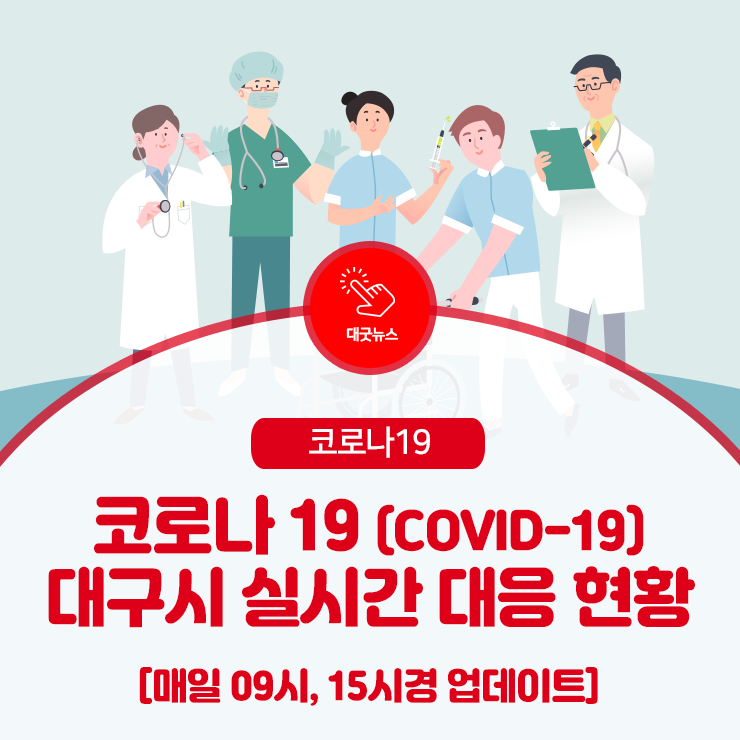 대굿뉴스
코로나19
코로나 19 (COVID-19)
대구시 실시간 대응 현황
[매일 09시, 15시경 업데이트]